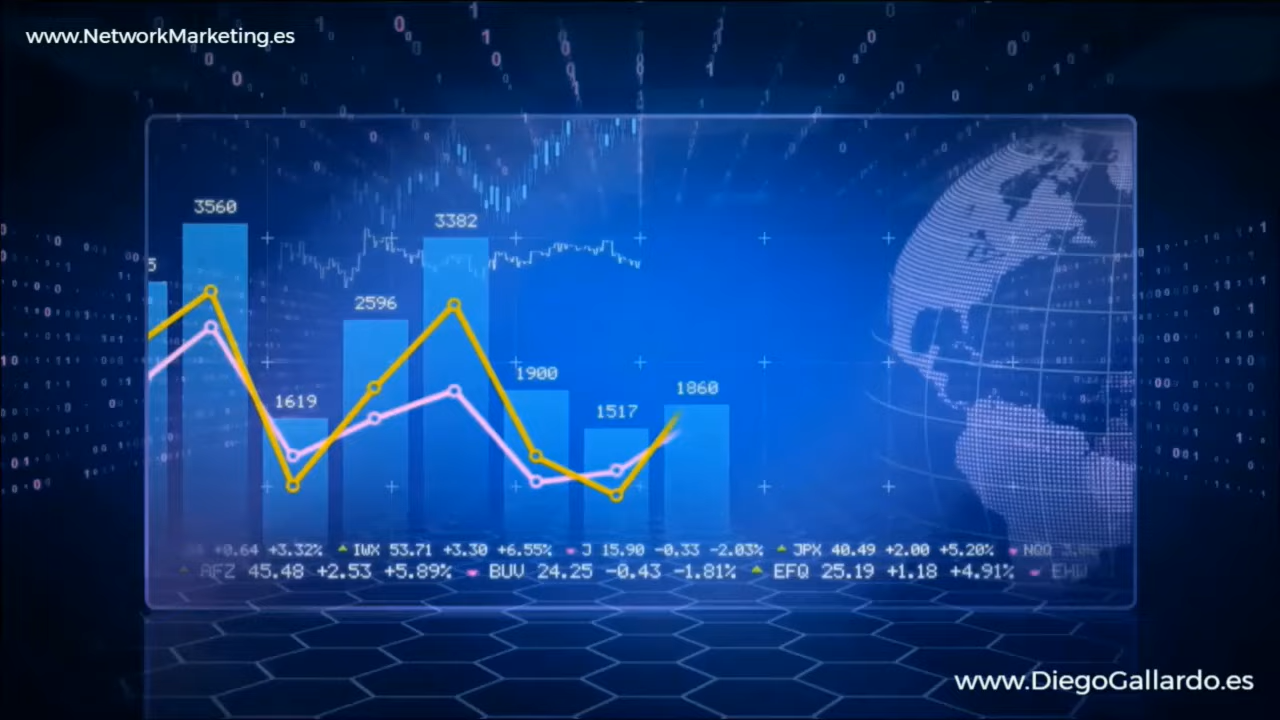 www.NetworkMarketing.es
3560
3382
5
2596
1900
1860
1619
1517
+0.64 +3.32% IWX 53.71 +3.30 +6.55% J 15.90 -0.33 -2.03% JPX 40.49 +2.00 +5.20% NQQ
AFZ 45.48 +2.53 +5.89% BUV 24.25 -0.43 -1.81% EFQ 25.19 +1.18 +4.91%
www.DiegoGallardo.es